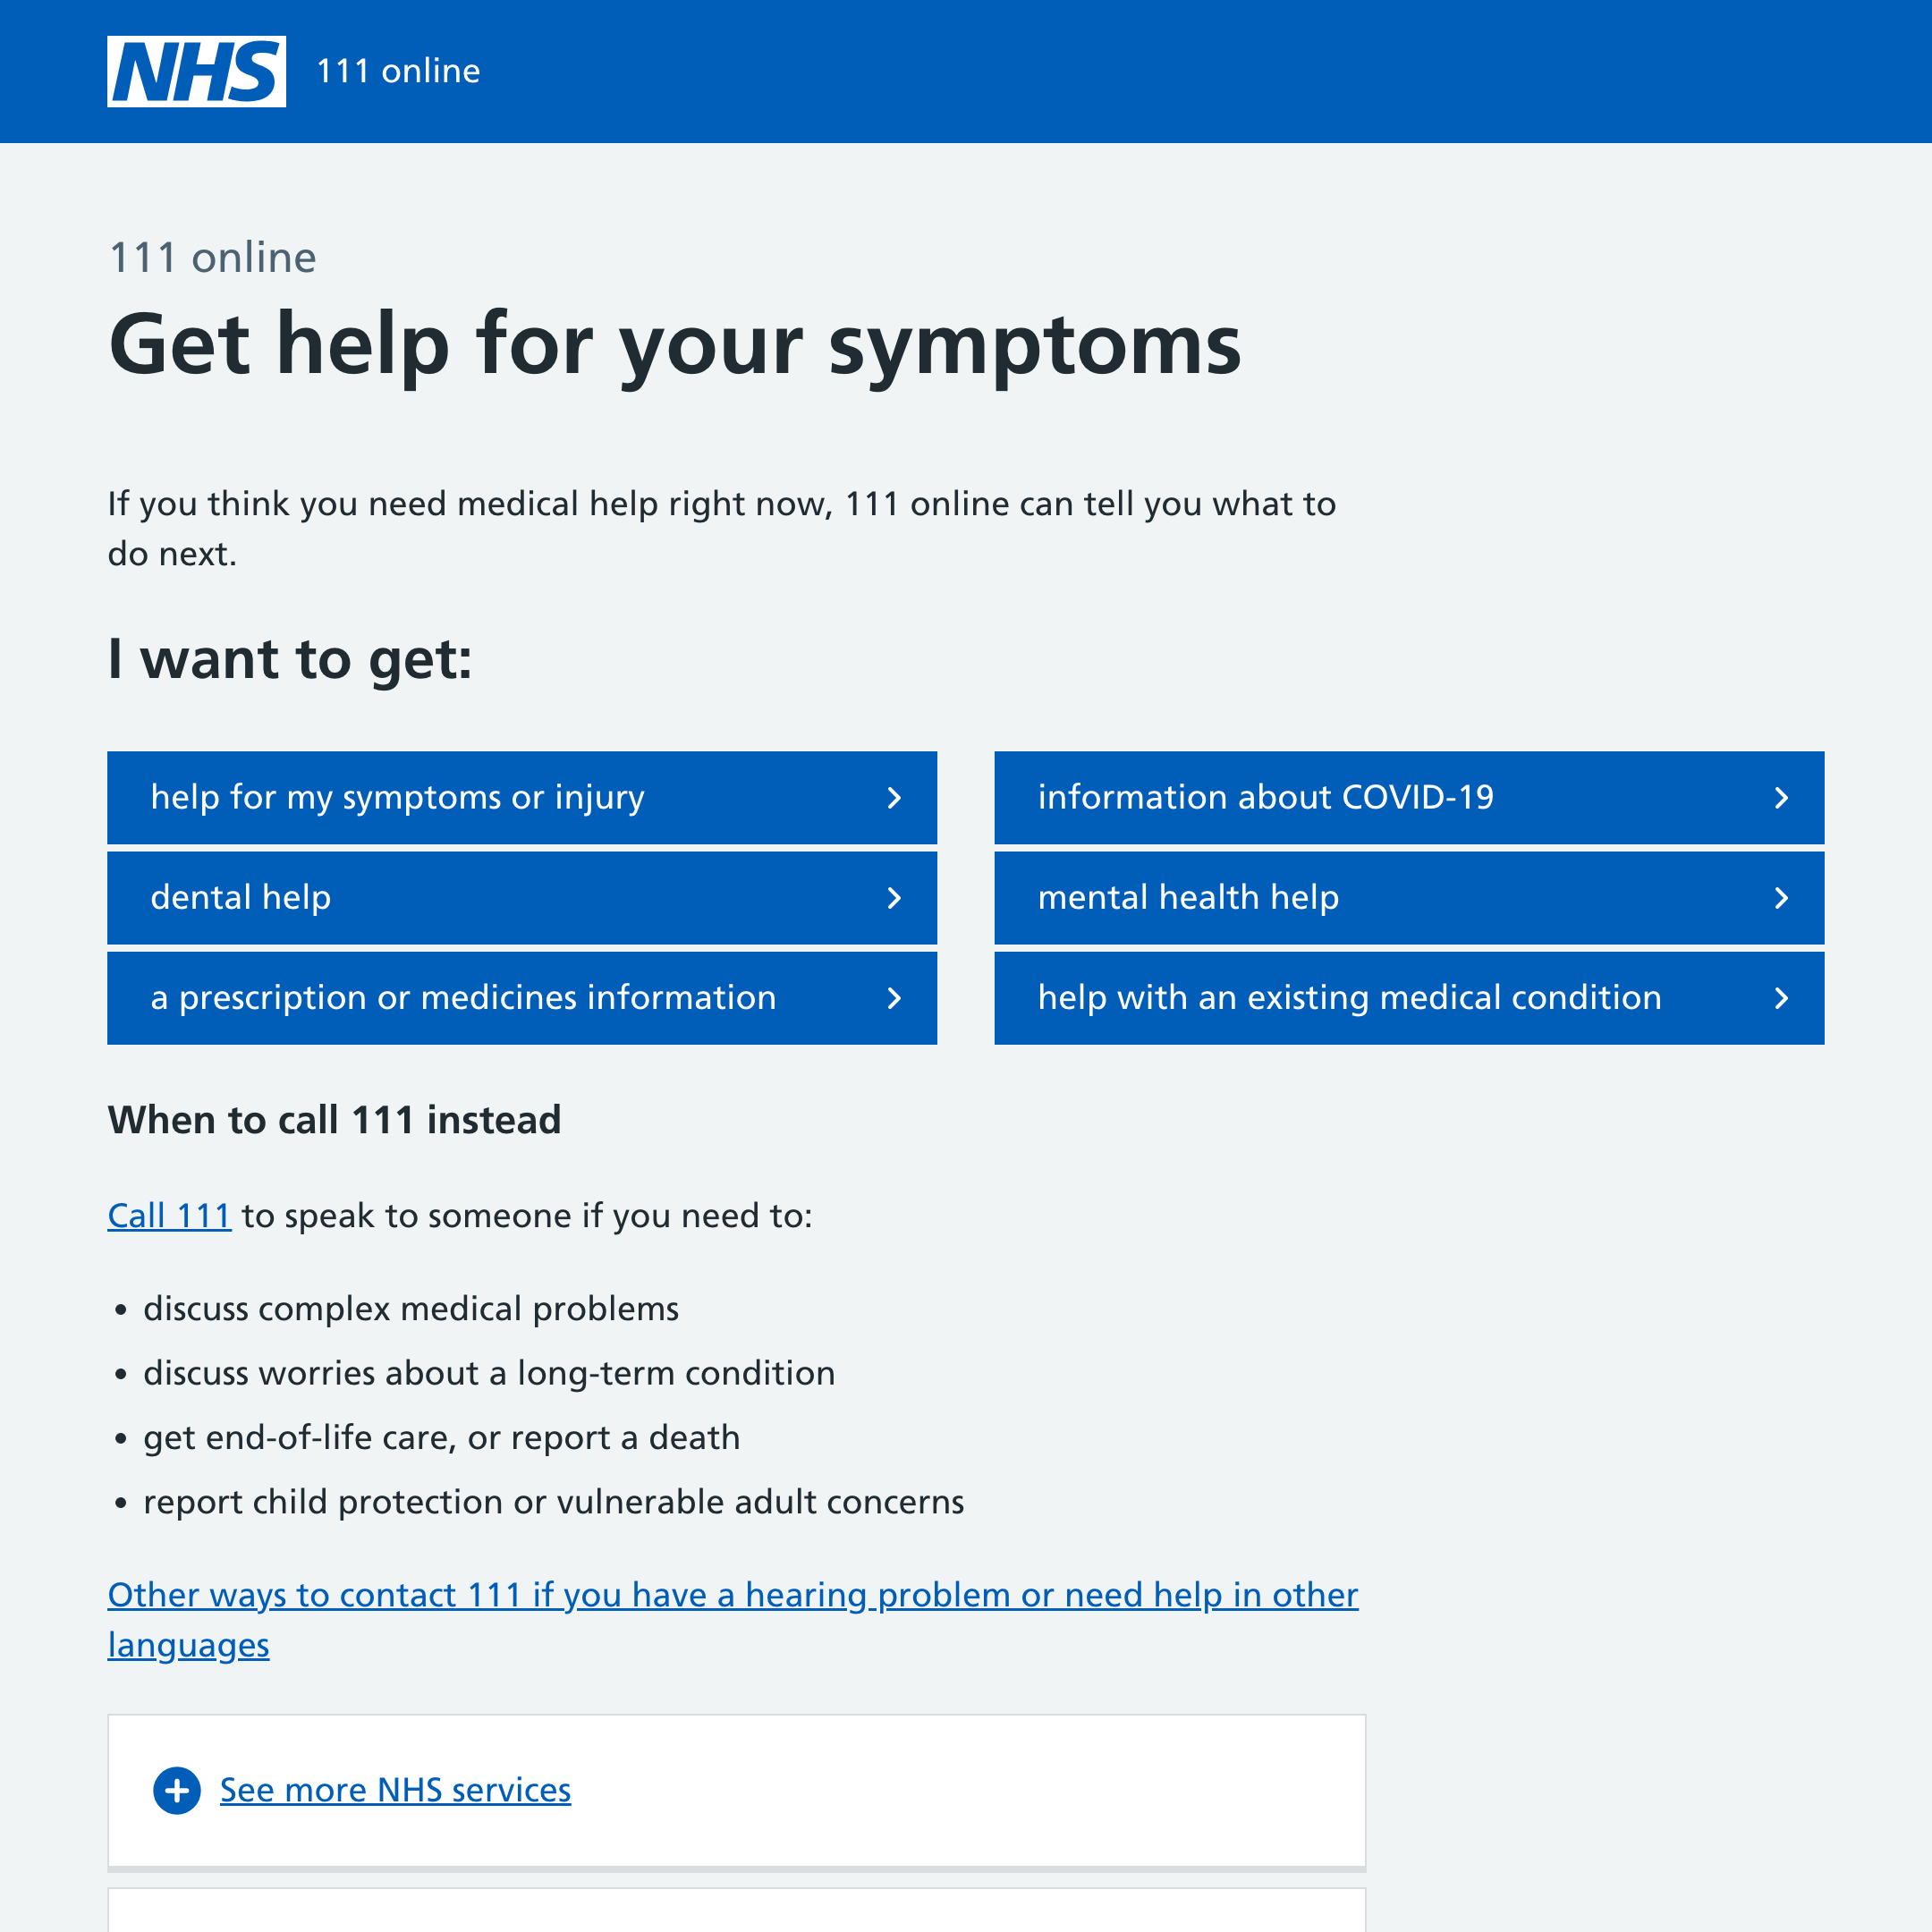 NHS 111 online
111 online
Get help for your symptoms
If you think you need medical help right now, 111 online can tell you what to
do next.
I want to get:
help for my symptoms or injury
information about COVID-19
dental help
mental health help
a prescription or medicines information
help with an existing medical condition
When to call 111 instead
Call 111 to speak to someone if you need to:
• discuss complex medical problems
• discuss worries about a long-term condition
• get end-of-life care, or report a death
• report child protection or vulnerable adult concerns
Other ways to contact 111 if you have a hearing problem or need help in other
languages
See more NHS services